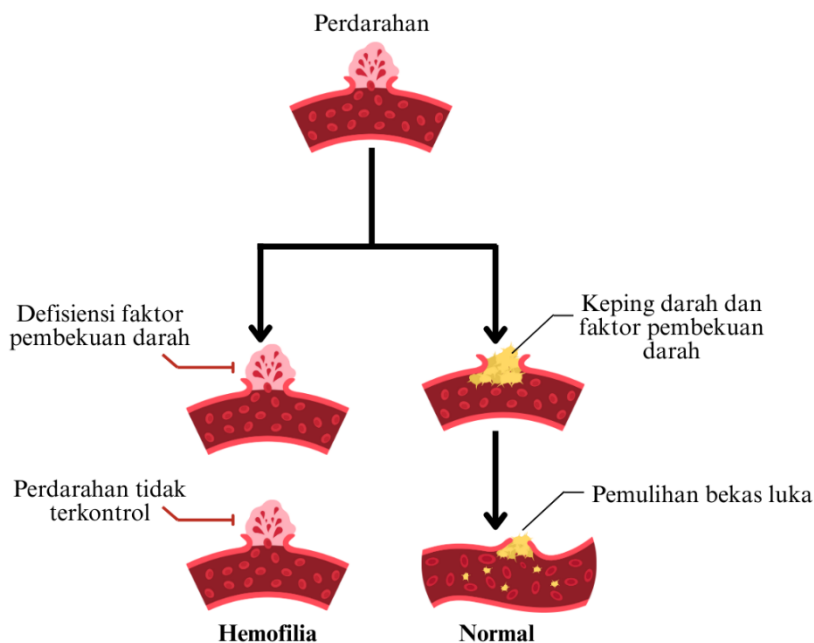 Perdarahan
Defisiensi faktor
pembekuan darah
Keping darah dan
faktor pembekuan
darah
Perdarahan tidak
terkontrol
Pemulihan bekas luka
Hemofilia
Normal